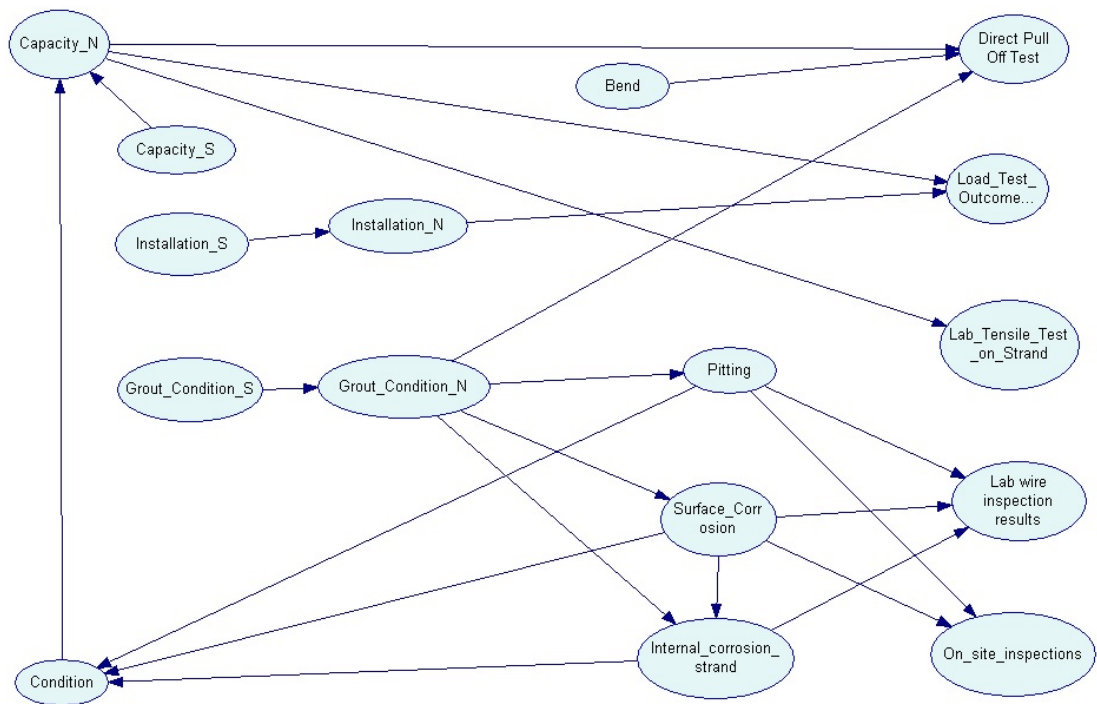 Capacity_N
Direct Pull
Off Test
Bend
Capacity_S
Load_Test_
Outcome...
Installation_N
Installation_S
Lab_Tensile_Test
_on_Strand
Pitting
Grout_Condition_S
Grout_Condition_N
Lab wire
inspection
results
Surface_Corr
osion
Internal_corrosion_
strand
On_site_inspections
Condition